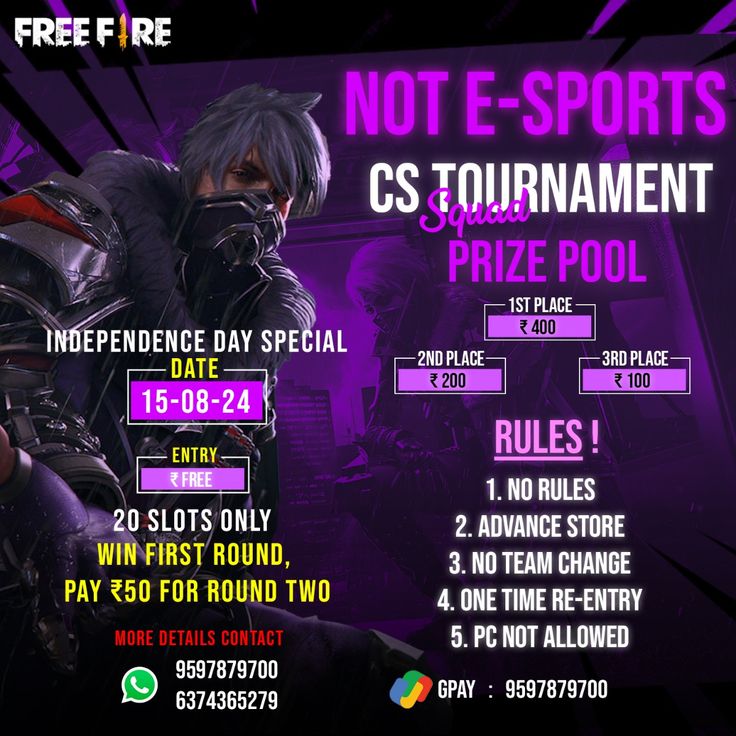 FREE FIRE
NOT E-SPORTS
CS TOURNAMENT
Squad
PRIZE POOL
1ST PLACE
₹ 400
2ND PLACE
₹ 200
3RD PLACE
₹ 100
INDEPENDENCE DAY SPECIAL
DATE
15-08-24
ENTRY
₹ FREE
20 SLOTS ONLY
WIN FIRST ROUND,
PAY ₹50 FOR ROUND TWO
MORE DETAILS CONTACT
9597879700
6374365279
RULES !
1. NO RULES
2. ADVANCE STORE
3. NO TEAM CHANGE
4. ONE TIME RE-ENTRY
5. PC NOT ALLOWED
GPAY : 9597879700